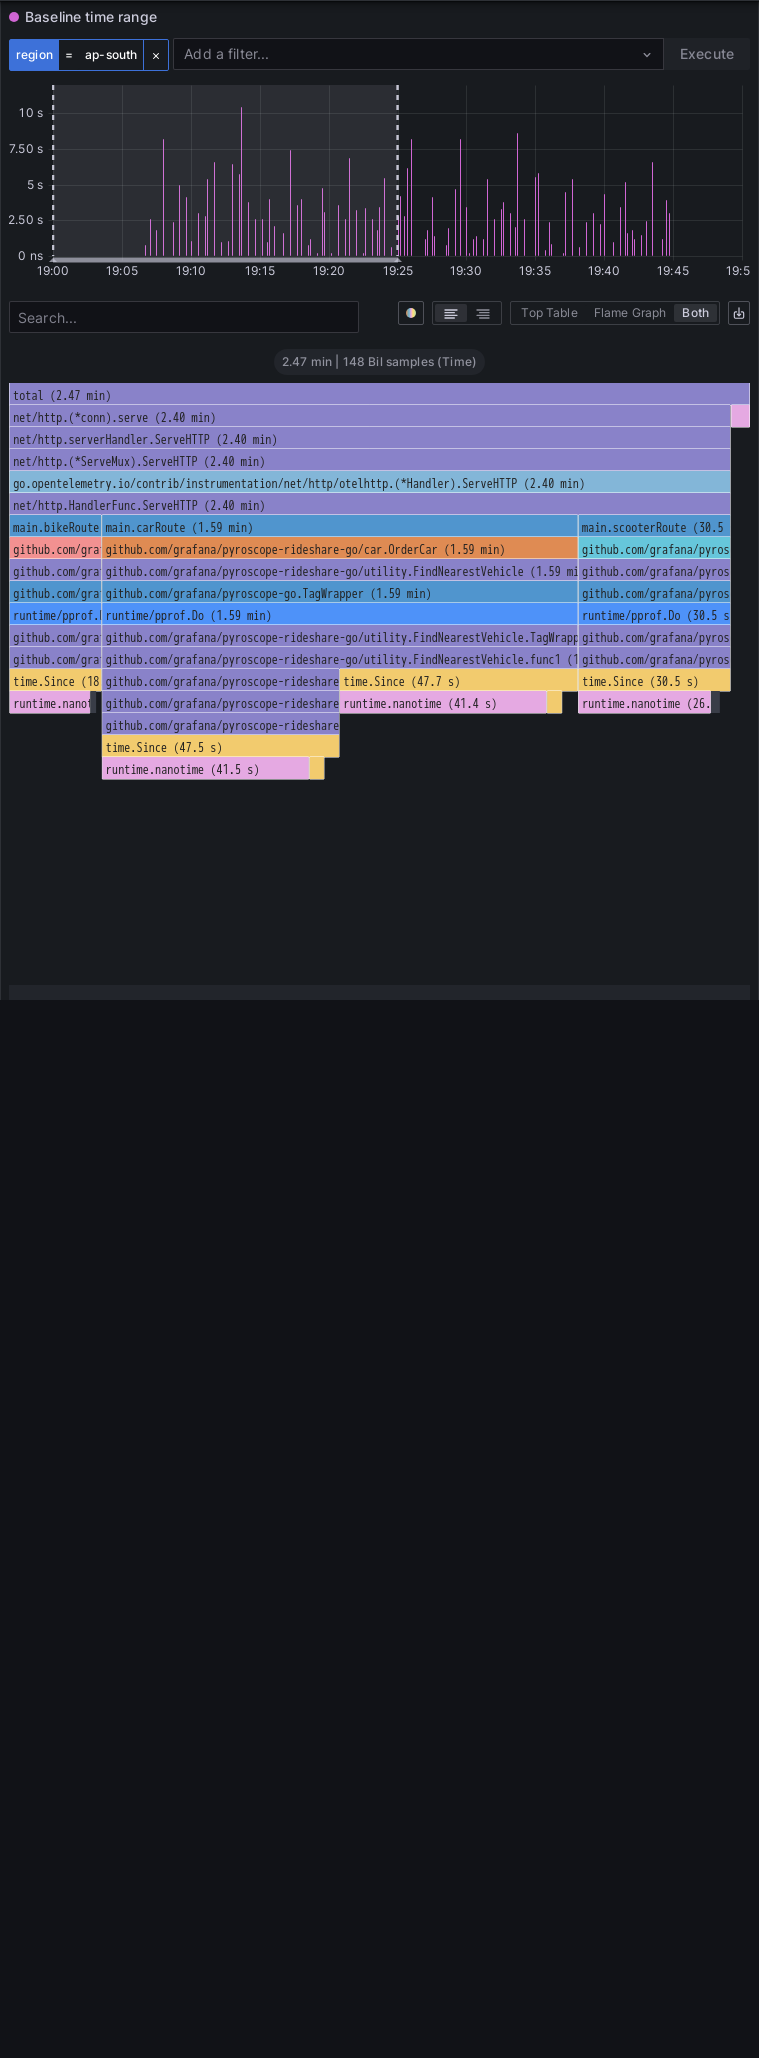 Baseline time range
region = ap-south × Add a filter... Execute
10 s
7.50 s
5 s
2.50 s
0 ns
19:00 19:05 19:10 19:15 19:20 19:25 19:30 19:35 19:40 19:45 19:5
Search... Top Table Flame Graph Both
2.47 min | 148 Bil samples (Time)
total (2.47 min)
net/http.(*conn).serve (2.40 min)
net/http.serverHandler.ServeHTTP (2.40 min)
net/http.(*ServeMux).ServeHTTP (2.40 min)
go.opentelemetry.io/contrib/instrumentation/net/http/otelhttp.(*Handler).ServeHTTP (2.40 min)
net/http.HandlerFunc.ServeHTTP (2.40 min)
main.bikeRoute main.carRoute (1.59 min) main.scooterRoute (30.5
github.com/gra github.com/grafana/pyroscope-rideshare-go/car.OrderCar (1.59 min) github.com/grafana/pyros
github.com/gra github.com/grafana/pyroscope-rideshare-go/utility.FindNearestVehicle (1.59 mi github.com/grafana/pyros
github.com/gra github.com/grafana/pyroscope-go.TagWrapper (1.59 min) github.com/grafana/pyros
runtime/pprof. runtime/pprof.Do (1.59 min) runtime/pprof.Do (30.5 s
github.com/gra github.com/grafana/pyroscope-rideshare-go/utility.FindNearestVehicle.TagWrapp github.com/grafana/pyros
github.com/gra github.com/grafana/pyroscope-rideshare-go/utility.FindNearestVehicle.func1 (1 github.com/grafana/pyros
time.Since (18 github.com/grafana/pyroscope-rideshare time.Since (47.7 s) time.Since (30.5 s)
runtime.nanot github.com/grafana/pyroscope-rideshare runtime.nanotime (41.4 s) runtime.nanotime (26.
github.com/grafana/pyroscope-rideshare
time.Since (47.5 s)
runtime.nanotime (41.5 s)